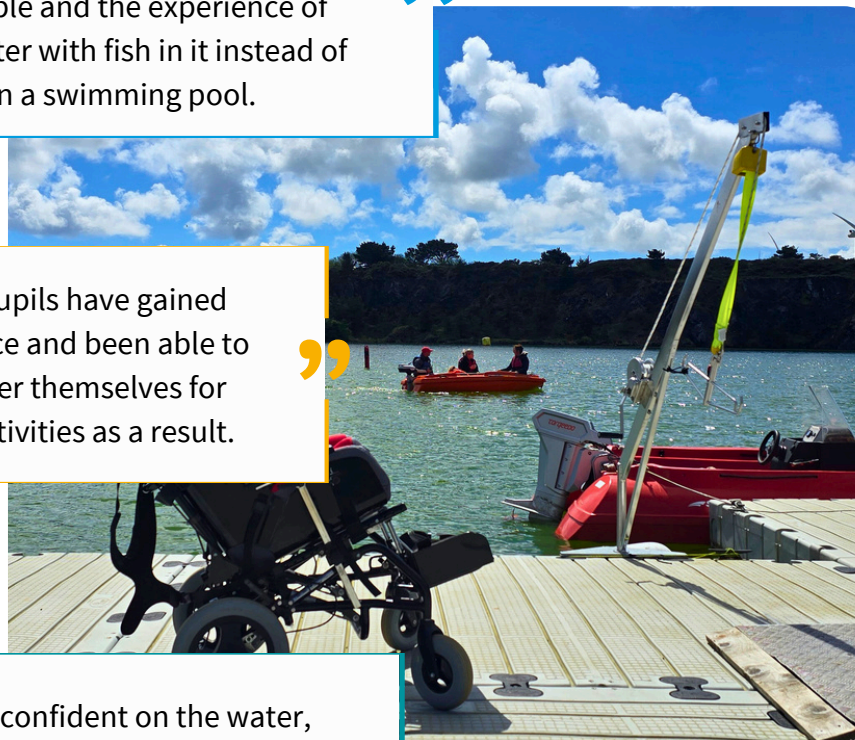 ble and the experience of
ter with fish in it instead of
n a swimming pool.
”
upils have gained
ce and been able to
er themselves for
tivities as a result.
”
confident on the water,